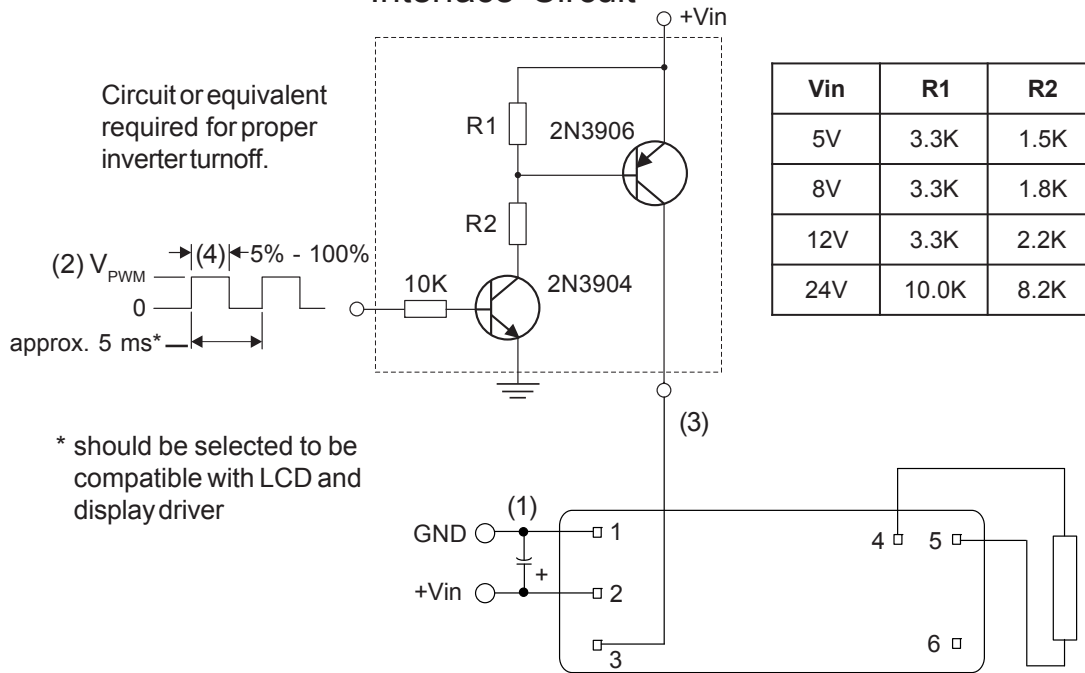 Interface Circuit
+Vin
Circuit or equivalent
required for proper
inverter turnoff.
R1
2N3906
R2
(2) VPWM
(4)
5% - 100%
0
approx. 5 ms*
10K
2N3904
Vin R1 R2
5V 3.3K 1.5K
8V 3.3K 1.8K
12V 3.3K 2.2K
24V 10.0K 8.2K
* should be selected to be
compatible with LCD and
display driver
(3)
(1)
GND
+
+Vin
1
2
3
4
5
6